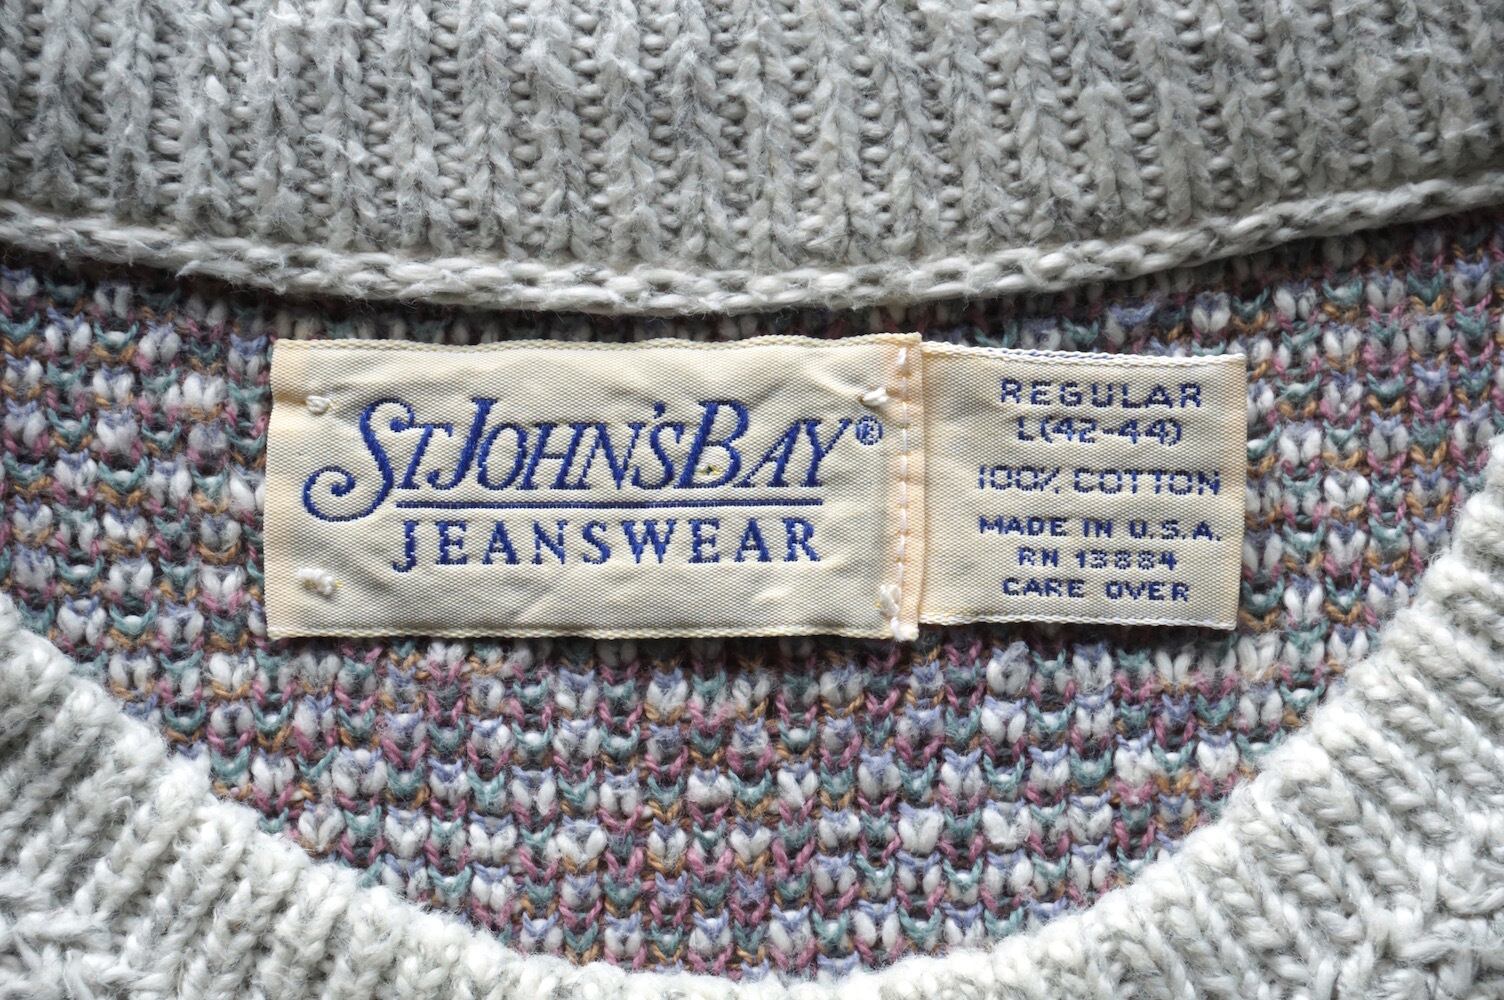 ST JOHN'S BAY®
JEANSWEAR
REGULAR
L(42-44)
100% COTTON
MADE IN U.S.A.
RN 13884
CARE OVER